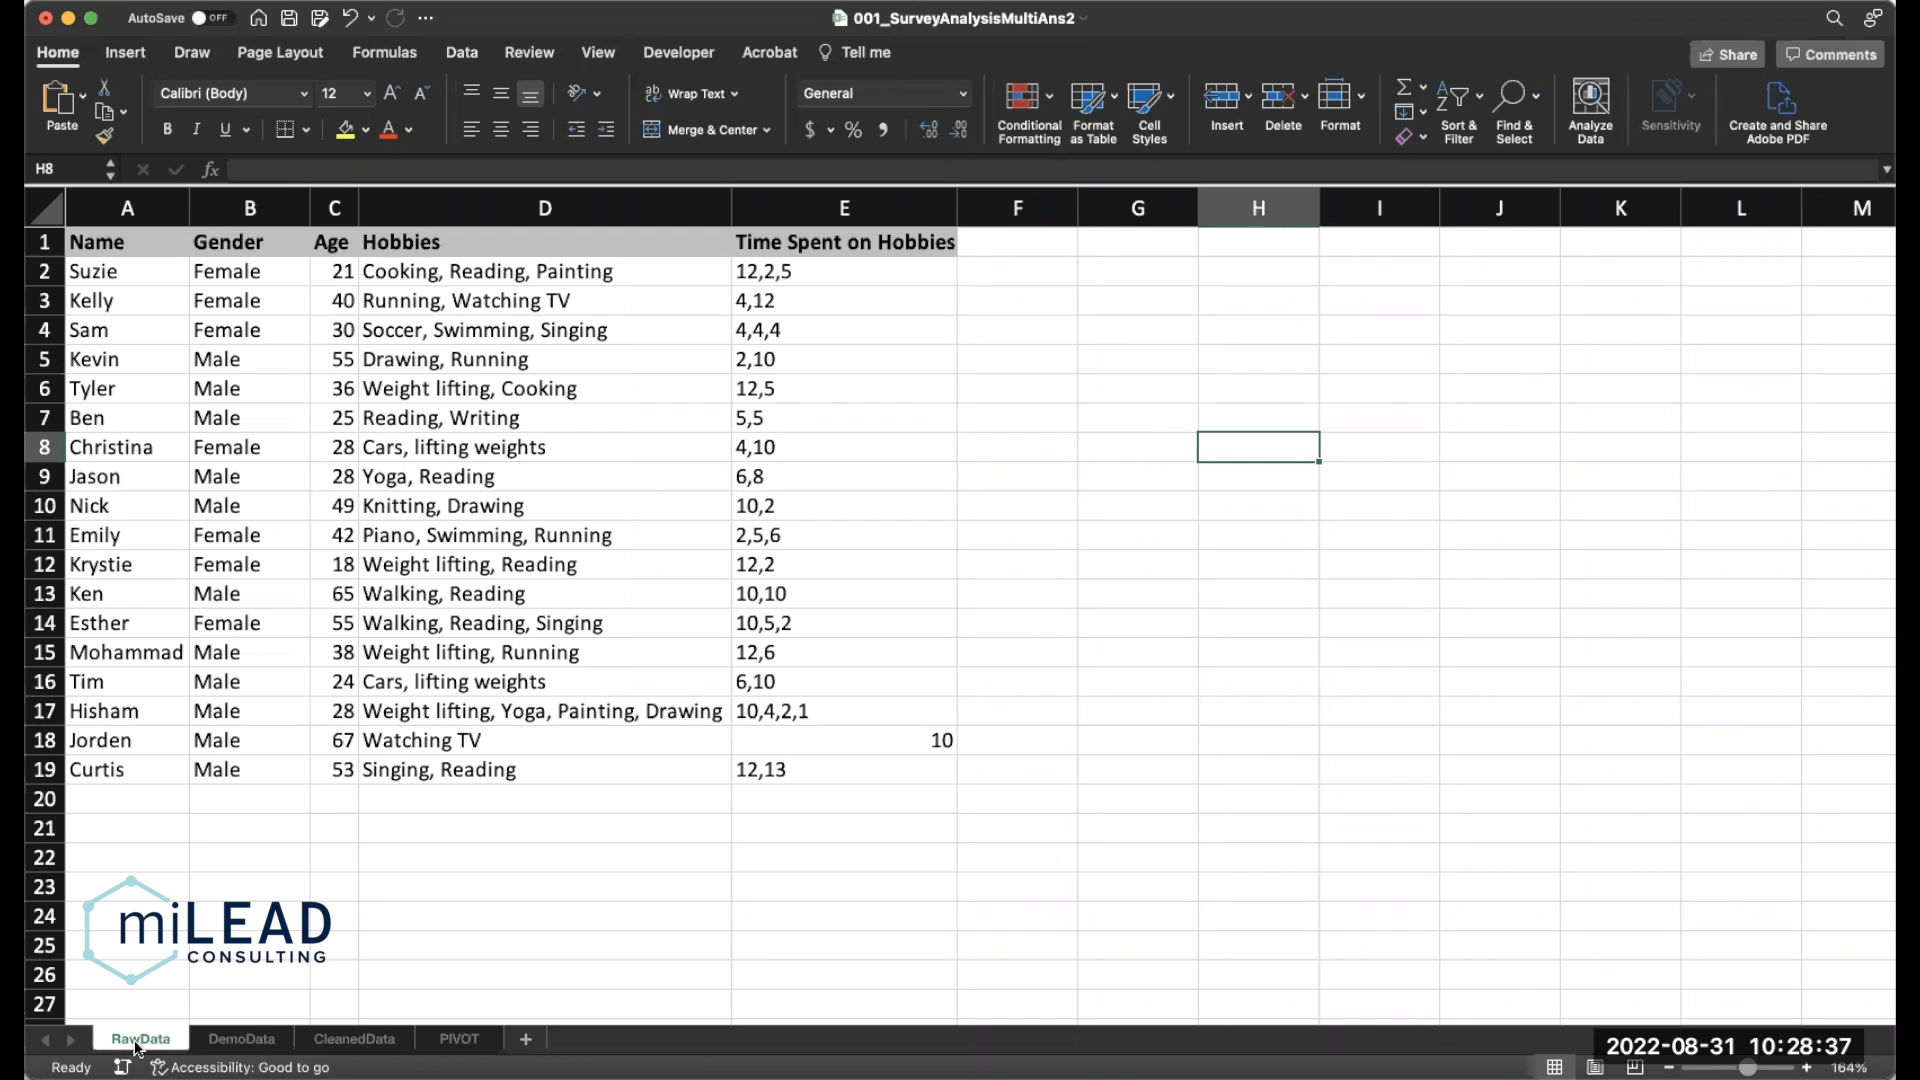 AutoSave OFF
001_SurveyAnalysisMultiAns2
Home Insert Draw Page Layout Formulas Data Review View Developer Acrobat Tell me
Share Comments
Paste
Calibri (Body) 12
B I U
Wrap Text
Merge & Center
General
$ %
Conditional Formatting
Format as Table
Cell Styles
Insert
Delete
Format
Sort & Filter
Find & Select
Analyze Data
Sensitivity
Create and Share Adobe PDF
H8 fx
A B C D E F G H I J K L M
1 Name Gender Age Hobbies Time Spent on Hobbies
2 Suzie Female 21 Cooking, Reading, Painting 12,2,5
3 Kelly Female 40 Running, Watching TV 4,12
4 Sam Female 30 Soccer, Swimming, Singing 4,4,4
5 Kevin Male 55 Drawing, Running 2,10
6 Tyler Male 36 Weight lifting, Cooking 12,5
7 Ben Male 25 Reading, Writing 5,5
8 Christina Female 28 Cars, lifting weights 4,10
9 Jason Male 28 Yoga, Reading 6,8
10 Nick Male 49 Knitting, Drawing 10,2
11 Emily Female 42 Piano, Swimming, Running 2,5,6
12 Krystie Female 18 Weight lifting, Reading 12,2
13 Ken Male 65 Walking, Reading 10,10
14 Esther Female 55 Walking, Reading, Singing 10,5,2
15 Mohammad Male 38 Weight lifting, Running 12,6
16 Tim Male 24 Cars, lifting weights 6,10
17 Hisham Male 28 Weight lifting, Yoga, Painting, Drawing 10,4,2,1
18 Jorden Male 67 Watching TV 10
19 Curtis Male 53 Singing, Reading 12,13
20
21
22
23
24
25
26
27
miLEAD
CONSULTING
RawData DemoData CleanedData PIVOT +
2022-08-31 10:28:37
Ready Accessibility: Good to go
164%